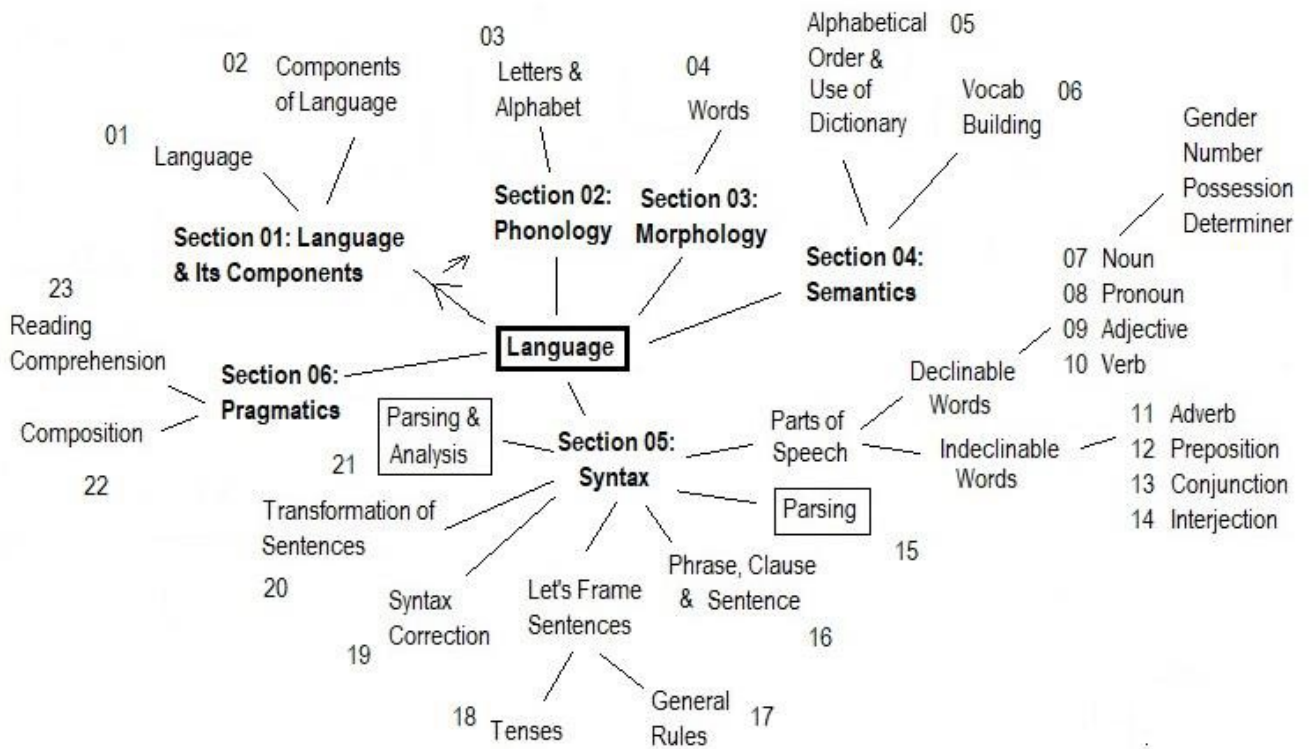 01
Language
02
Components
of Language
Section 01: Language
& Its Components
03
Letters &
Alphabet
Section 02:
Phonology
04
Words
Section 03:
Morphology
Alphabetical
Order &
Use of
Dictionary
05
Vocab
Building
06
Section 04:
Semantics
Gender
Number
Possession
Determiner
07 Noun
08 Pronoun
09 Adjective
10 Verb
Declinable
Words
11 Adverb
12 Preposition
13 Conjunction
14 Interjection
Indeclinable
Words
Parts of
Speech
Language
Section 05:
Syntax
Parsing
15
Phrase, Clause
& Sentence
16
Let's Frame
Sentences
General
Rules
17
18
Tenses
Syntax
Correction
19
Transformation of
Sentences
20
Parsing &
Analysis
21
Section 06:
Pragmatics
Composition
22
23
Reading
Comprehension